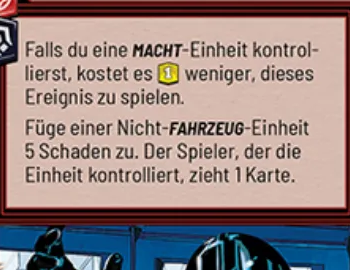 Falls du eine MACHT-Einheit kontrol-
lierst, kostet es 1 weniger, dieses
Ereignis zu spielen.
Füge einer Nicht-FAHRZEUG-Einheit
5 Schaden zu. Der Spieler, der die
Einheit kontrolliert, zieht 1 Karte.